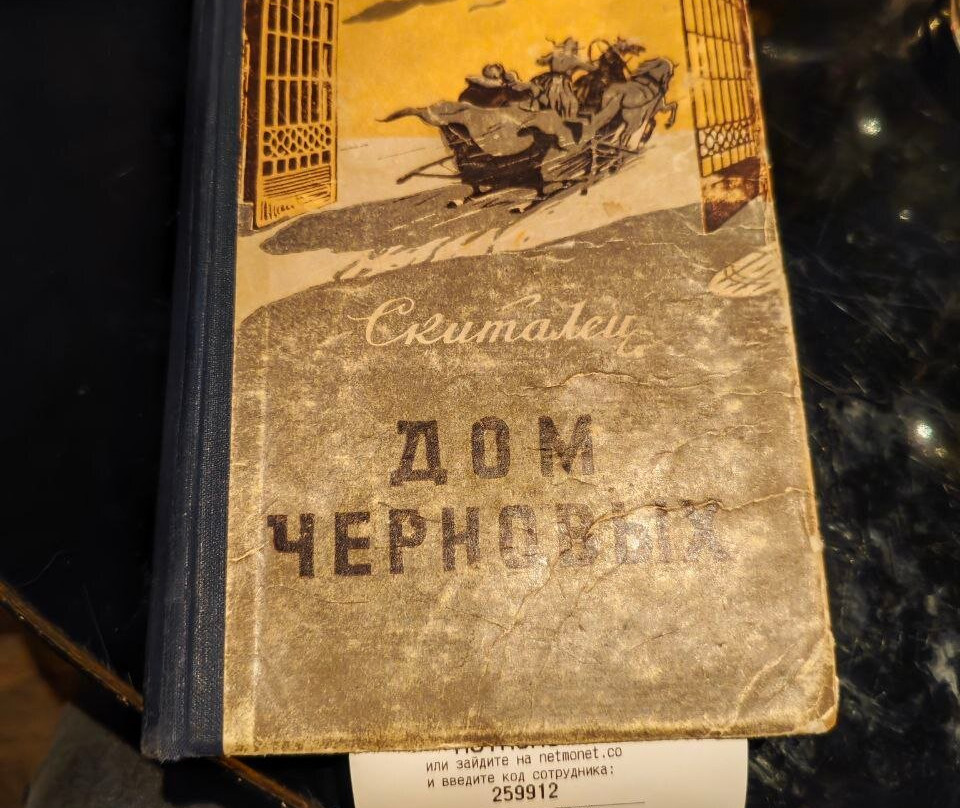 Скиталец
ДОМ
ЧЕРНОВЫХ
или зайдите на netmonet.co
и введите код сотрудника:
259912